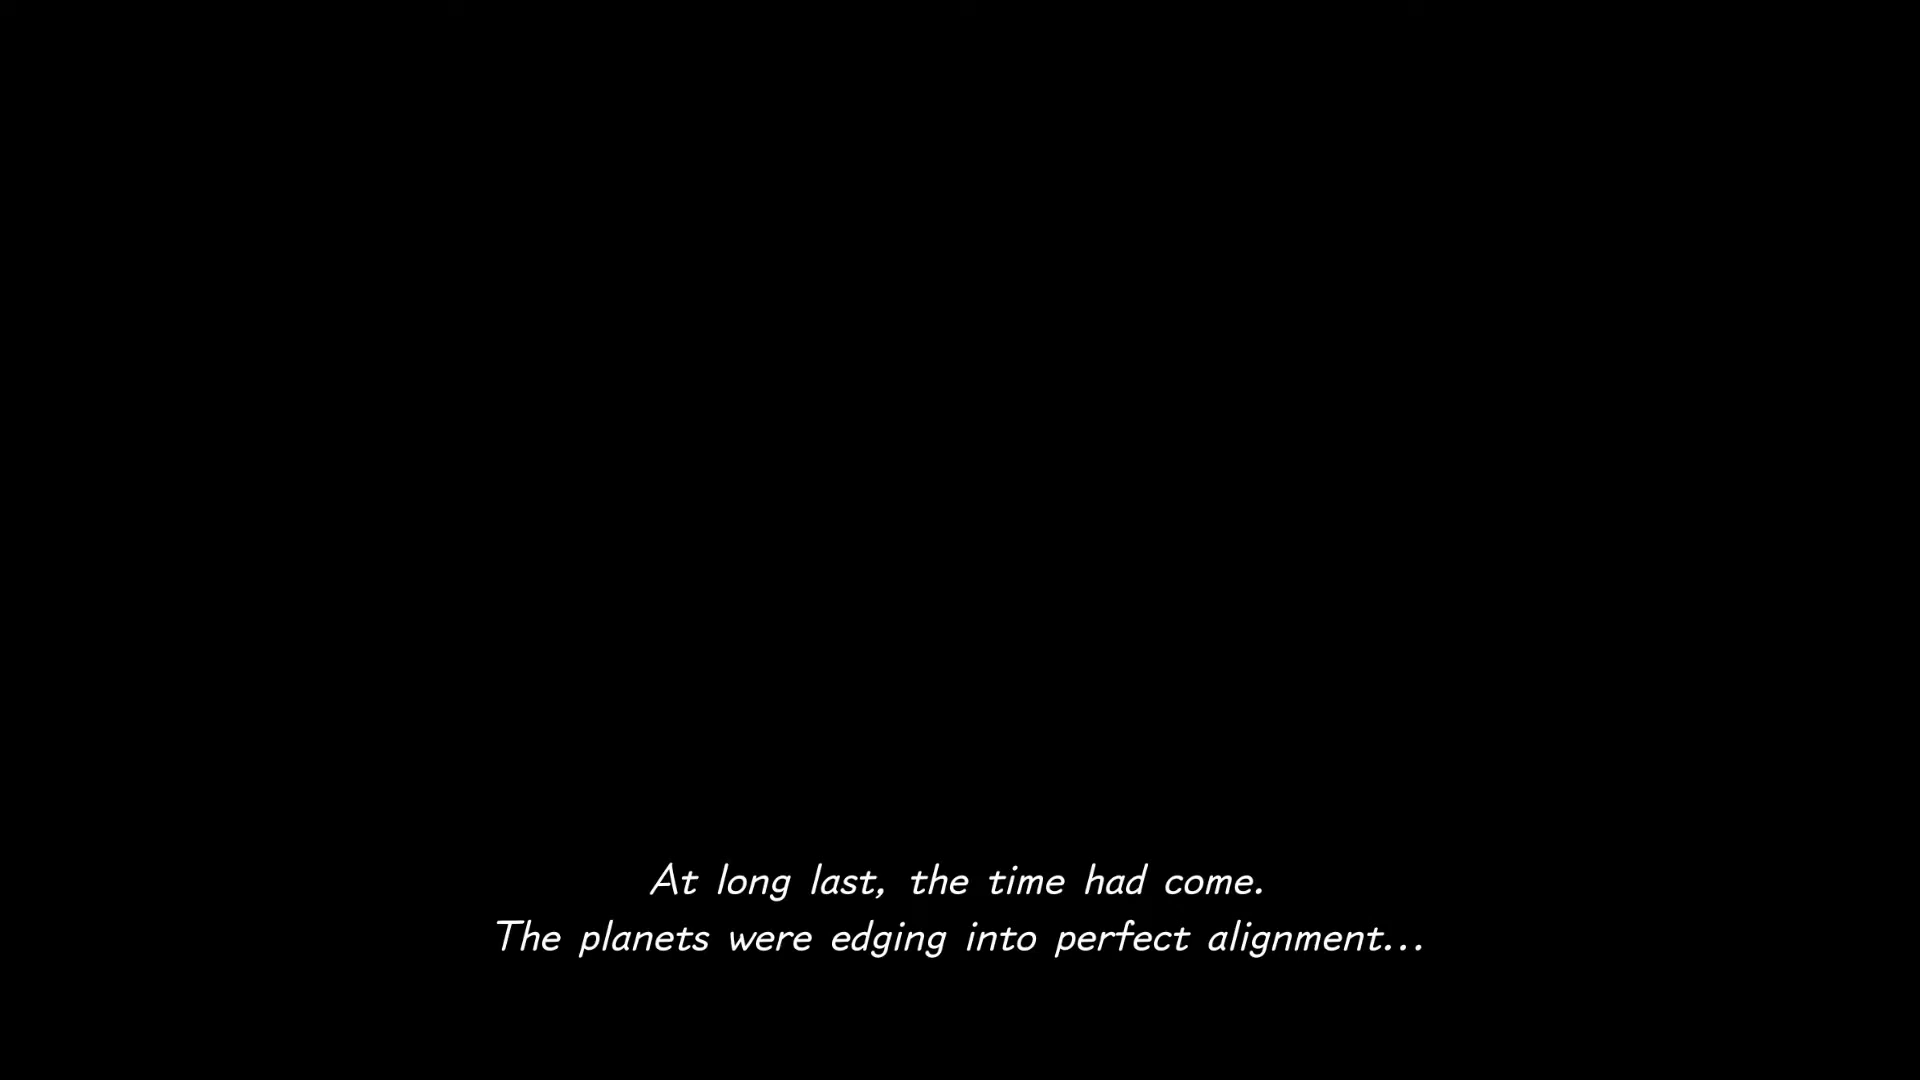 At long last, the time had come.
The planets were edging into perfect alignment...